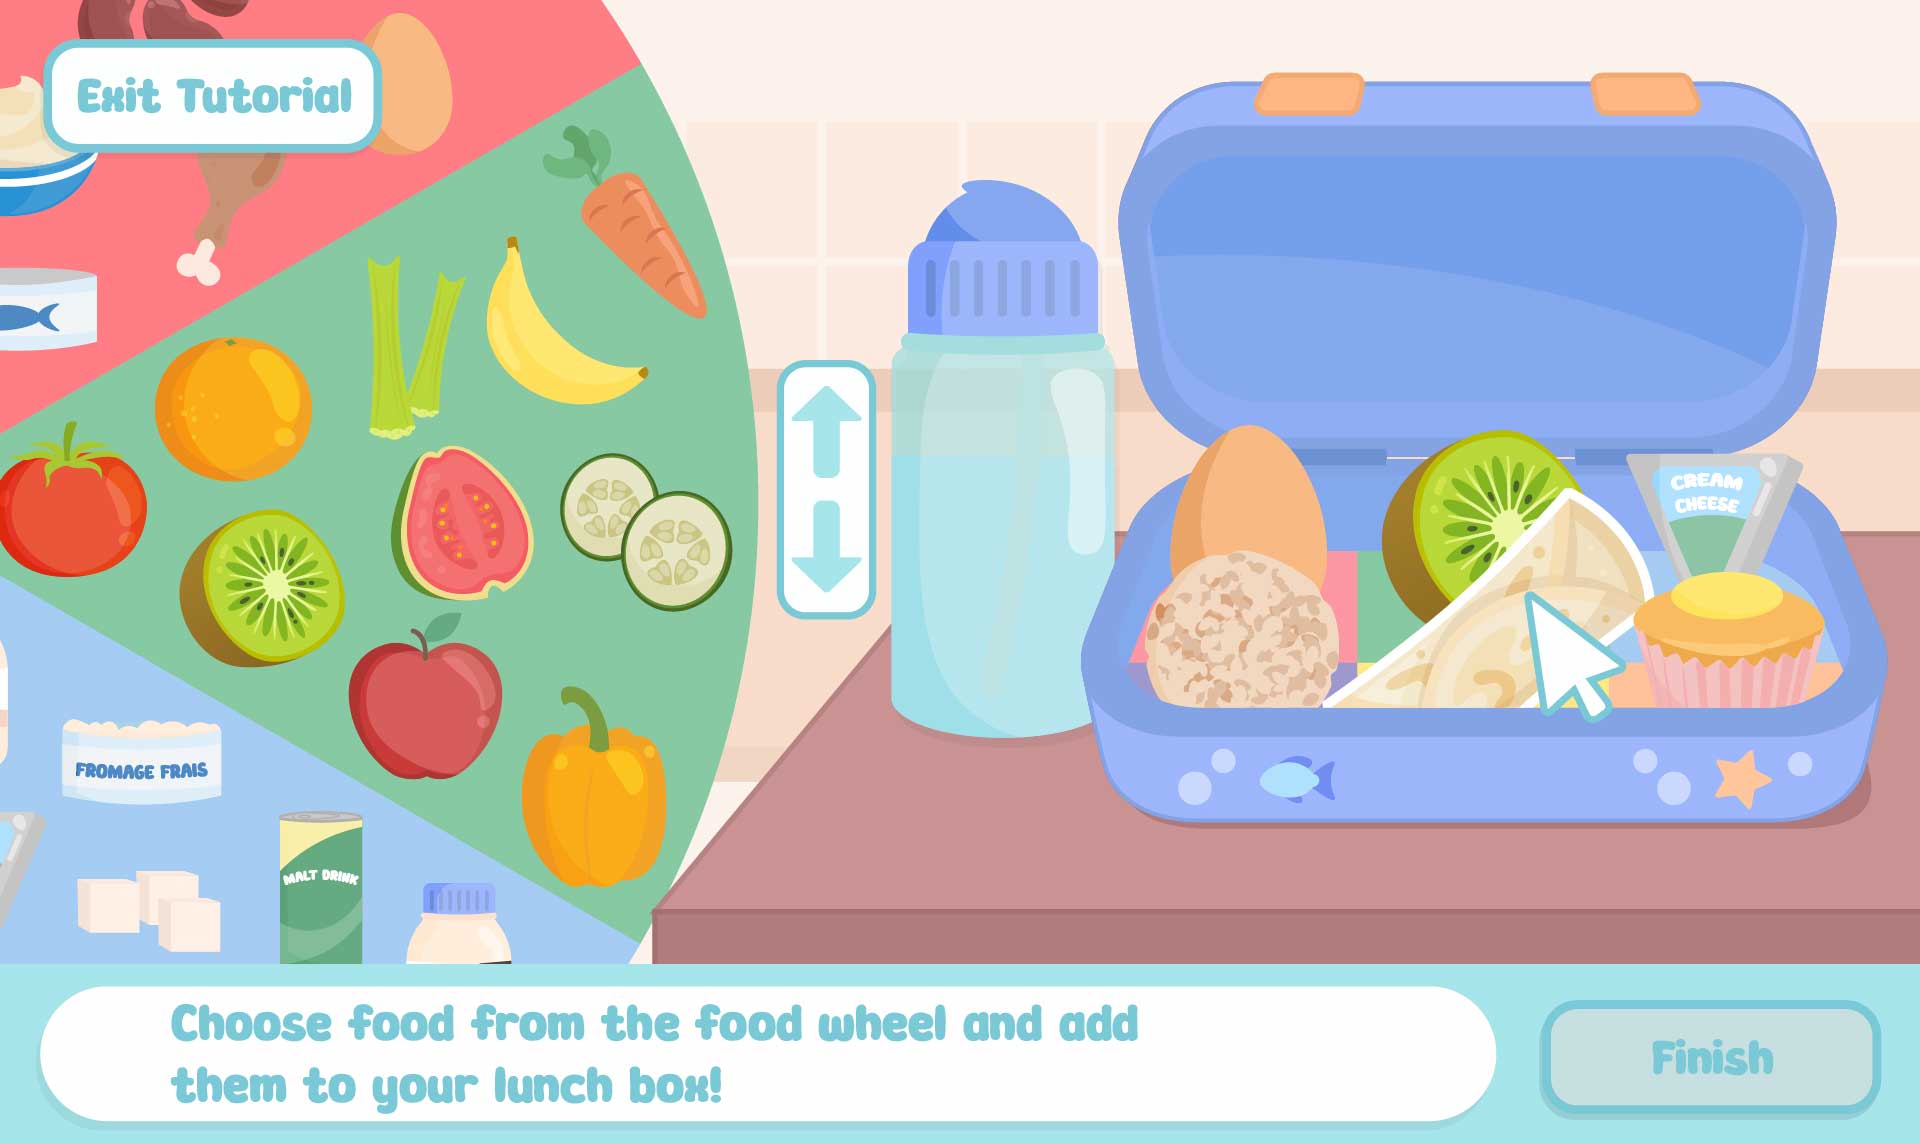 Exit Tutorial
CREAM
CHEESE
FROMAGE FRAIS
MALT DRINK
Choose food from the food wheel and add
them to your lunch box!
Finish